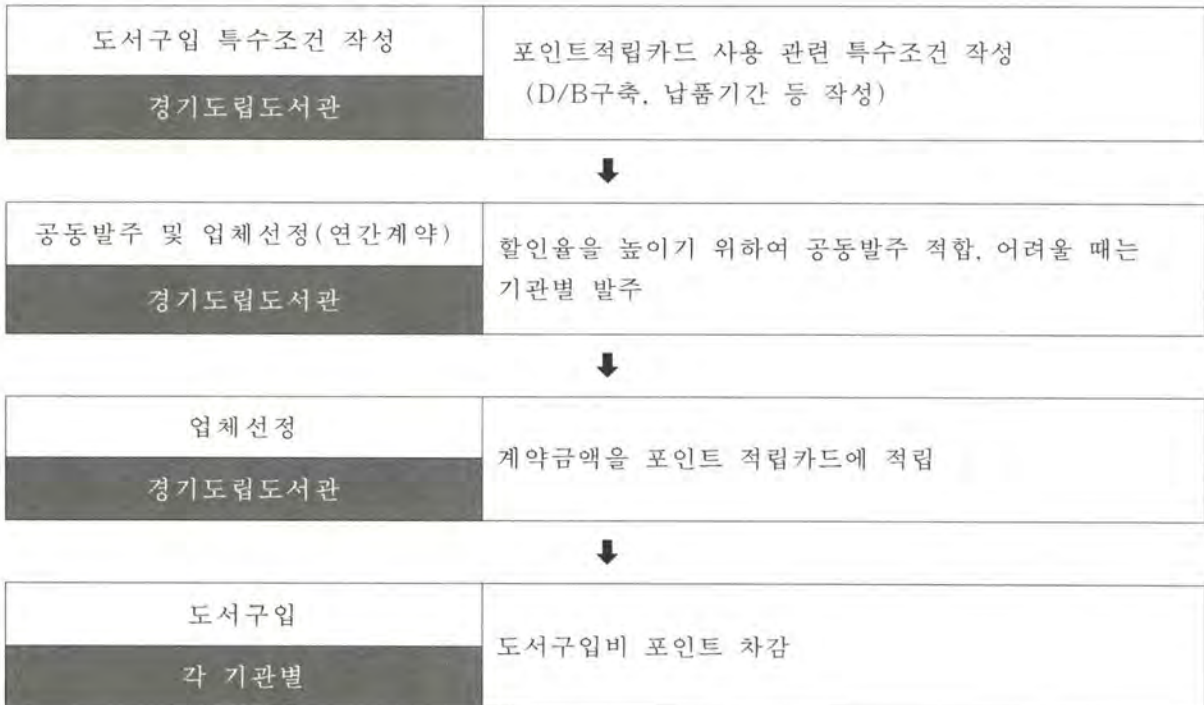 도서구입 특수조건 작성
경기도립도서관
포인트적립카드 사용 관련 특수조건 작성
(D/B구축, 납품기간 등 작성)
공동발주 및 업체선정(연간계약)
경기도립도서관
할인율을 높이기 위하여 공동발주 적합, 어려울 때는
기관별 발주
업체선정
경기도립도서관
계약금액을 포인트 적립카드에 적립
도서구입
각 기관별
도서구입비 포인트 차감